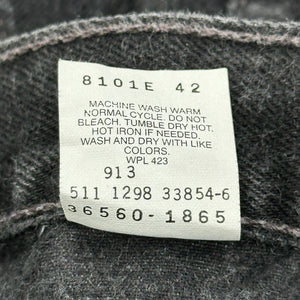 8101E 42
MACHINE WASH WARM
NORMAL CYCLE. DO NOT
BLEACH. TUMBLE DRY HOT.
HOT IRON IF NEEDED.
WASH AND DRY WITH LIKE
COLORS.
WPL 423
913
511 1298 33854-6
36560-1865